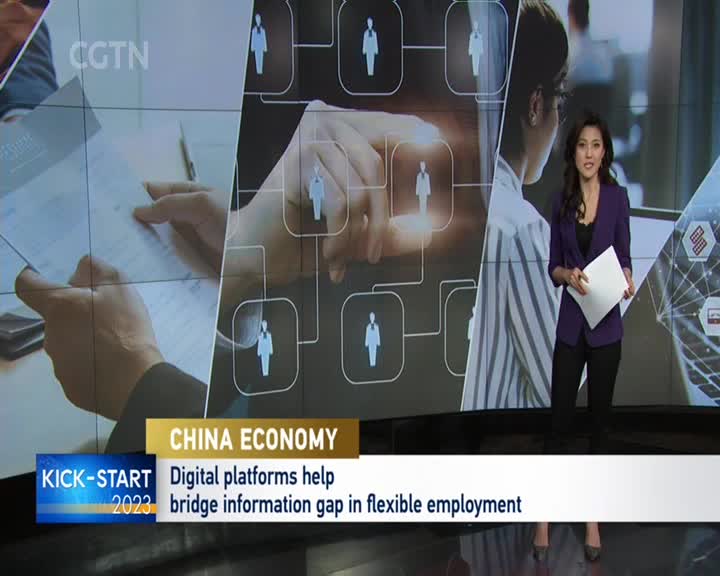 CGTN
CHINA ECONOMY
KICK-START
2023
Digital platforms help
bridge information gap in flexible employment